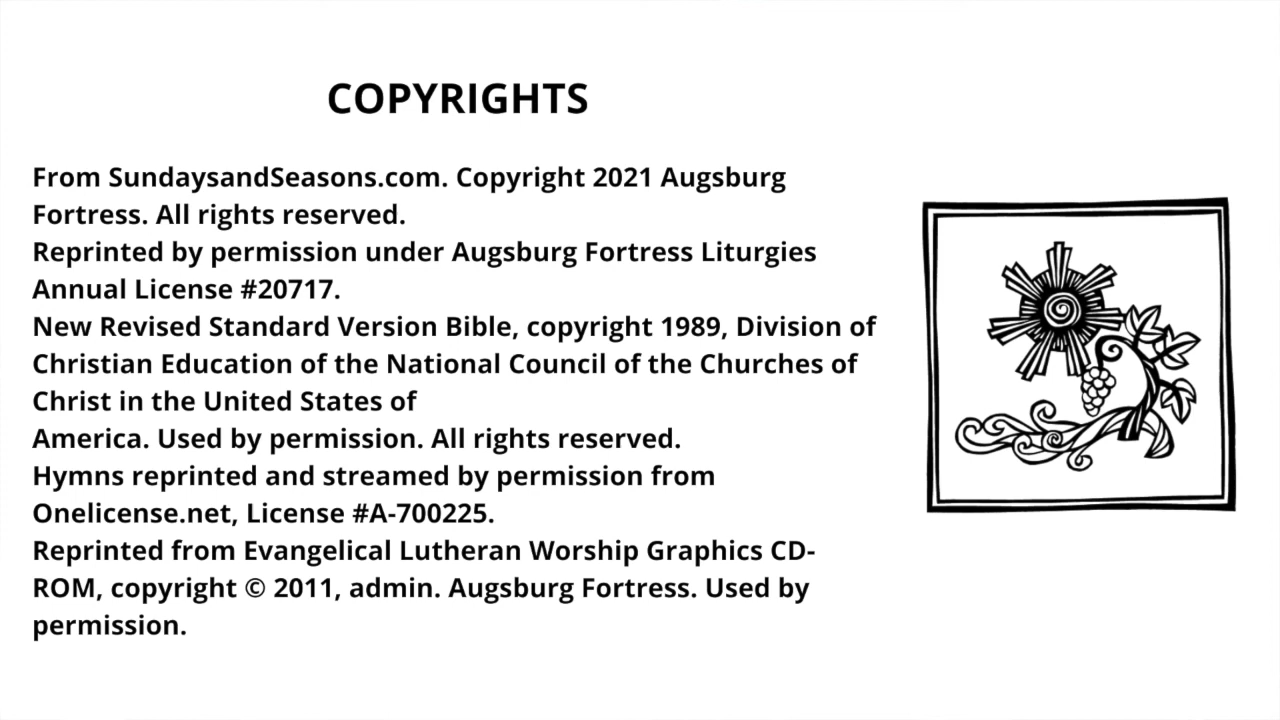 COPYRIGHTS
From SundaysandSeasons.com. Copyright 2021 Augsburg
Fortress. All rights reserved.
Reprinted by permission under Augsburg Fortress Liturgies
Annual License #20717.
New Revised Standard Version Bible, copyright 1989, Division of
Christian Education of the National Council of the Churches of
Christ in the United States of
America. Used by permission. All rights reserved.
Hymns reprinted and streamed by permission from
Onelicense.net, License #A-700225.
Reprinted from Evangelical Lutheran Worship Graphics CD-
ROM, copyright © 2011, admin. Augsburg Fortress. Used by
permission.